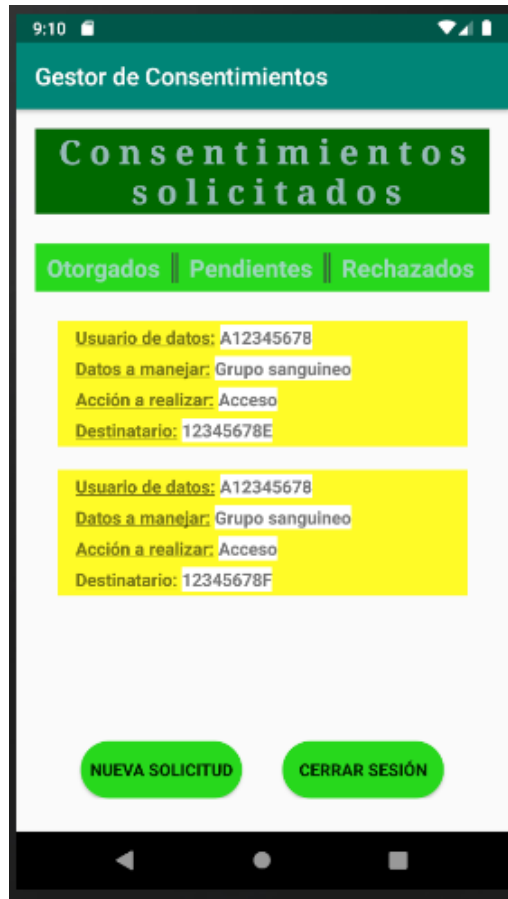 9:10
Gestor de Consentimientos
Consentimientos
solicitados
Otorgados || Pendientes || Rechazados
Usuario de datos: A12345678
Datos a manejar: Grupo sanguineo
Acción a realizar: Acceso
Destinatario: 12345678E
Usuario de datos: A12345678
Datos a manejar: Grupo sanguineo
Acción a realizar: Acceso
Destinatario: 12345678F
NUEVA SOLICITUD CERRAR SESIÓN